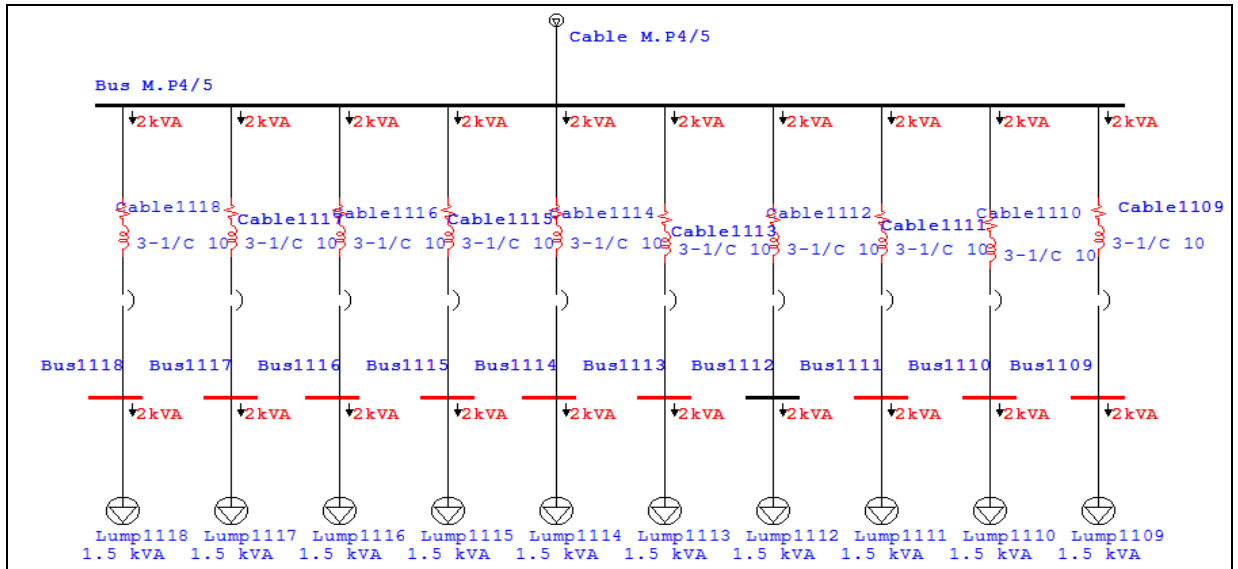 Cable M.P4/5
Bus M.P4/5
2kVA 2kVA 2kVA 2kVA 2kVA 2kVA 2kVA 2kVA 2kVA 2kVA
Cable1118 Cable1117 Cable1116 Cable1115 Cable1114 Cable1113 Cable1112 Cable1111 Cable1110 Cable1109
3-1/C 10 3-1/C 10 3-1/C 10 3-1/C 10 3-1/C 10 3-1/C 10 3-1/C 10 3-1/C 10 3-1/C 10 3-1/C 10
Bus1118 Bus1117 Bus1116 Bus1115 Bus1114 Bus1113 Bus1112 Bus1111 Bus1110 Bus1109
2kVA 2kVA 2kVA 2kVA 2kVA 2kVA 2kVA 2kVA 2kVA 2kVA
Lump1118 Lump1117 Lump1116 Lump1115 Lump1114 Lump1113 Lump1112 Lump1111 Lump1110 Lump1109
1.5 kVA 1.5 kVA 1.5 kVA 1.5 kVA 1.5 kVA 1.5 kVA 1.5 kVA 1.5 kVA 1.5 kVA 1.5 kVA